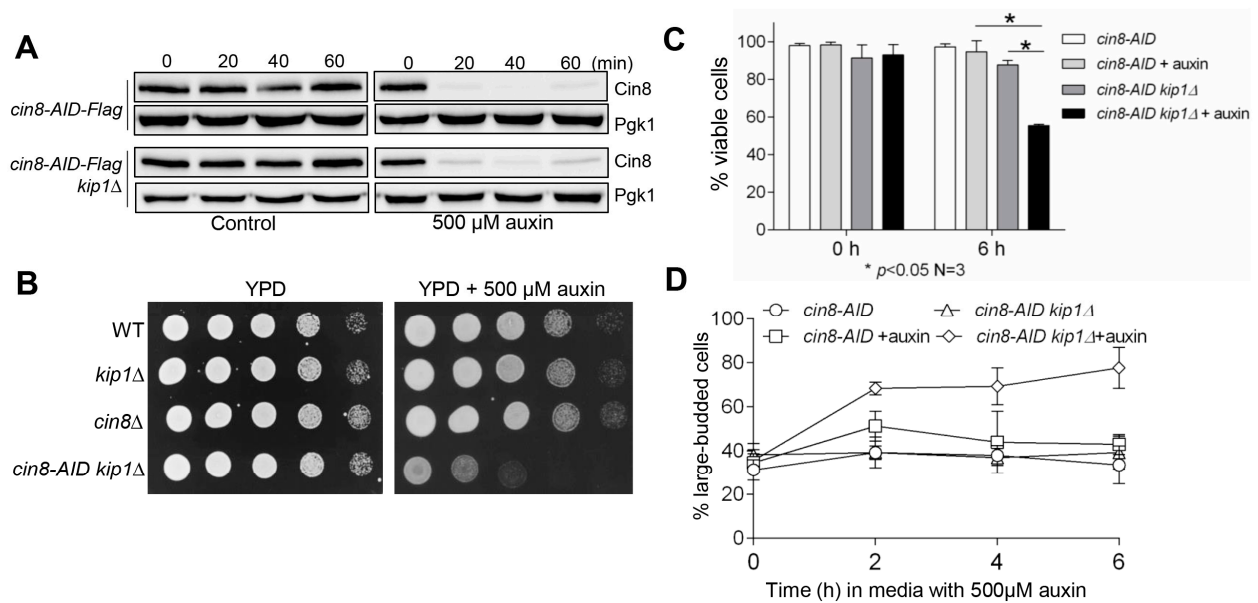 A
0 20 40 60 0 20 40 60 (min)
cin8-AID-Flag
Cin8
Pgk1
cin8-AID-Flag
kip1Δ
Cin8
Pgk1
Control
500 µM auxin
B
YPD
YPD + 500 µM auxin
WT
kip1Δ
cin8Δ
cin8-AID kip1Δ
C
% viable cells
100
80
60
40
20
0
0 h
6 h
*
*
* p<0.05 N=3
cin8-AID
cin8-AID + auxin
cin8-AID kip1Δ
cin8-AID kip1Δ + auxin
D
% large-budded cells
100
80
60
40
20
0
cin8-AID
cin8-AID kip1Δ
cin8-AID +auxin
cin8-AID kip1Δ+auxin
0 2 4 6
Time (h) in media with 500µM auxin